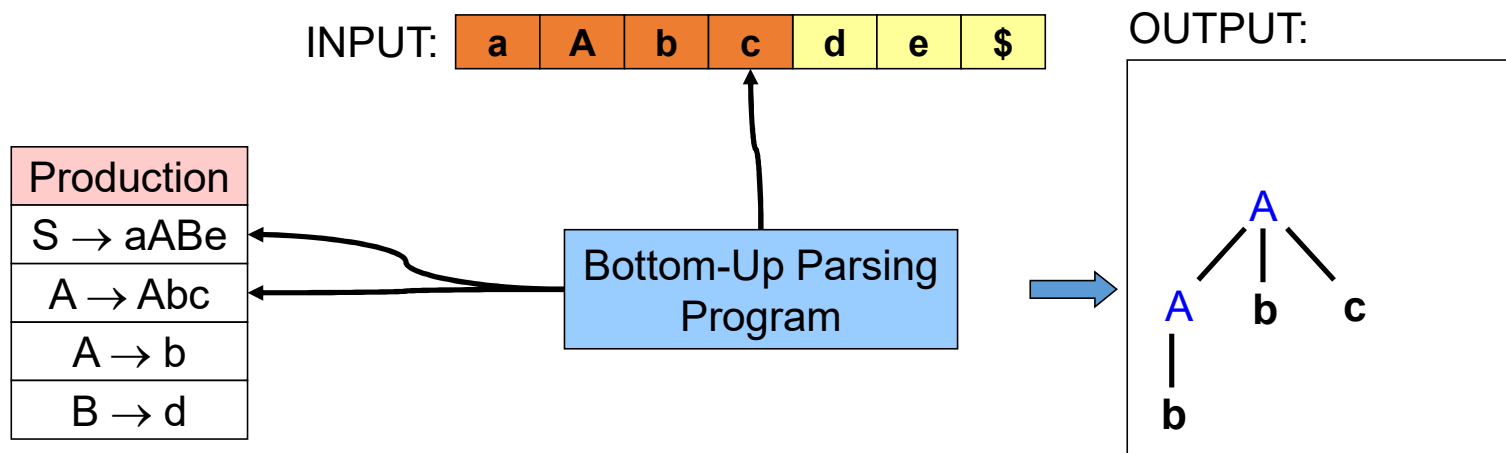 INPUT: a A b c d e $
OUTPUT:
Production
S → aABe
A → Abc
A → b
B → d
Bottom-Up Parsing
Program
A
A b c
b